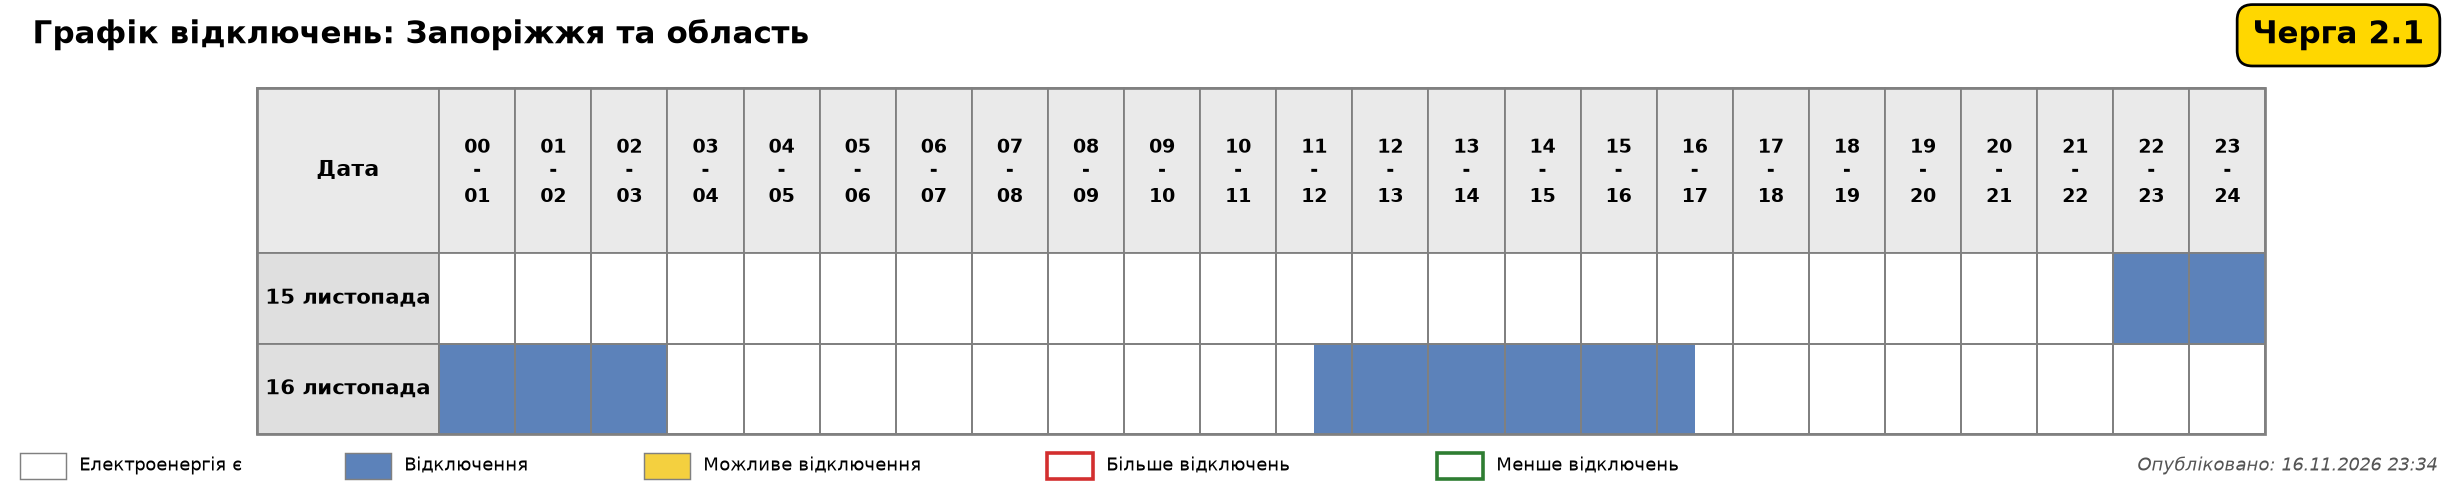 Графік відключень: Запоріжжя та область
Черга 2.1
Дата
00 - 01
01 - 02
02 - 03
03 - 04
04 - 05
05 - 06
06 - 07
07 - 08
08 - 09
09 - 10
10 - 11
11 - 12
12 - 13
13 - 14
14 - 15
15 - 16
16 - 17
17 - 18
18 - 19
19 - 20
20 - 21
21 - 22
22 - 23
23 - 24
15 листопада
16 листопада
Електроенергія є
Відключення
Можливе відключення
Більше відключень
Менше відключень
Опубліковано: 16.11.2026 23:34